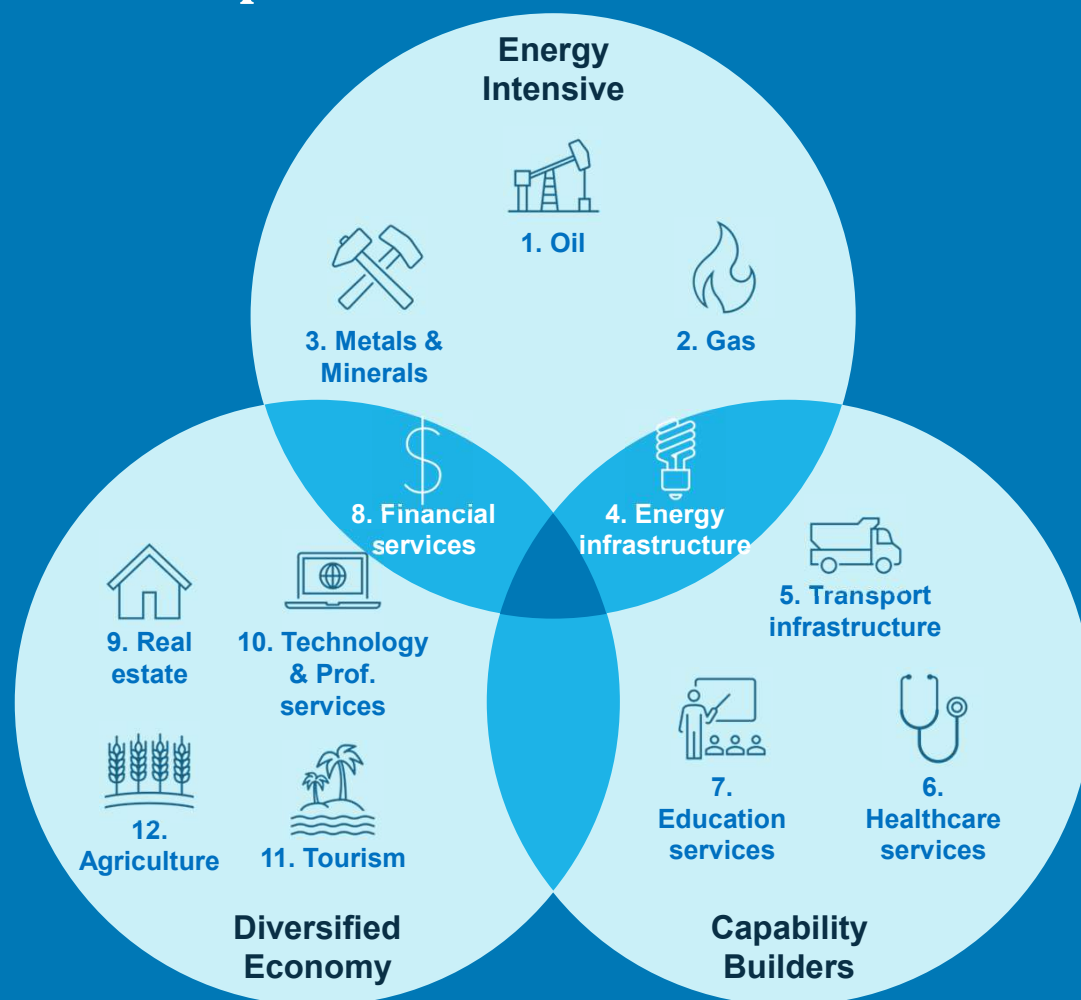 Energy
Intensive
1. Oil
3. Metals &
Minerals
2. Gas
8. Financial
services
4. Energy
infrastructure
5. Transport
infrastructure
9. Real
estate
10. Technology
& Prof.
services
7.
Education
services
6.
Healthcare
services
12.
Agriculture
11. Tourism
Diversified
Economy
Capability
Builders